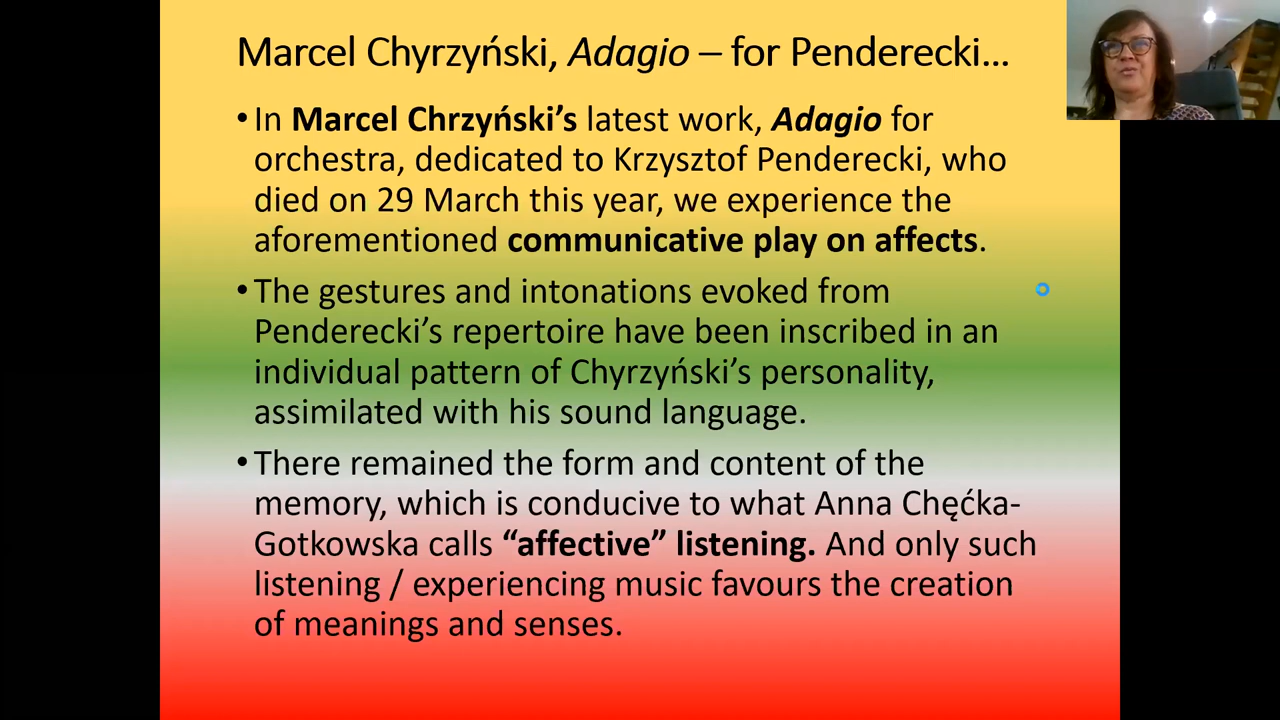 Marcel Chyrzyński, Adagio – for Penderecki...
• In Marcel Chrzyński's latest work, Adagio for
orchestra, dedicated to Krzysztof Penderecki, who
died on 29 March this year, we experience the
aforementioned communicative play on affects.
• The gestures and intonations evoked from
Penderecki's repertoire have been inscribed in an
individual pattern of Chyrzyński's personality,
assimilated with his sound language.
• There remained the form and content of the
memory, which is conducive to what Anna Chęćka-
Gotkowska calls “affective” listening. And only such
listening / experiencing music favours the creation
of meanings and senses.